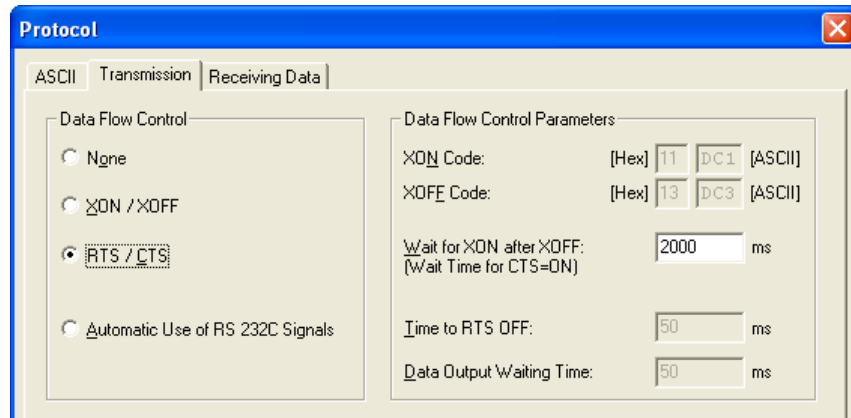 Protocol
ASCII Transmission Receiving Data
Data Flow Control
None
XON / XOFF
RTS / CTS
Automatic Use of RS 232C Signals
Data Flow Control Parameters
XON Code: [Hex] 11 DC1 [ASCII]
XOFF Code: [Hex] 13 DC3 [ASCII]
Wait for XON after XOFF: 2000 ms
(Wait Time for CTS=ON)
Time to RTS OFF: 50 ms
Data Output Waiting Time: 50 ms